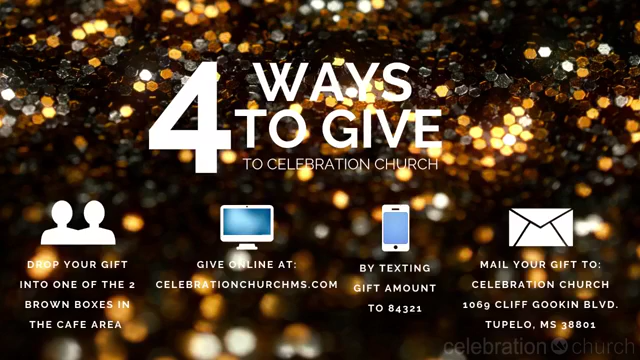 4 WAYS
TO GIVE
TO CELEBRATION CHURCH
DROP YOUR GIFT
INTO ONE OF THE 2
BROWN BOXES IN
THE CAFE AREA
GIVE ONLINE AT:
CELEBRATIONCHURCHMS.COM
BY TEXTING
GIFT AMOUNT
TO 84321
MAIL YOUR GIFT TO:
CELEBRATION CHURCH
1069 CLIFF GOOKIN BLVD.
TUPELO, MS 38801
celebration church